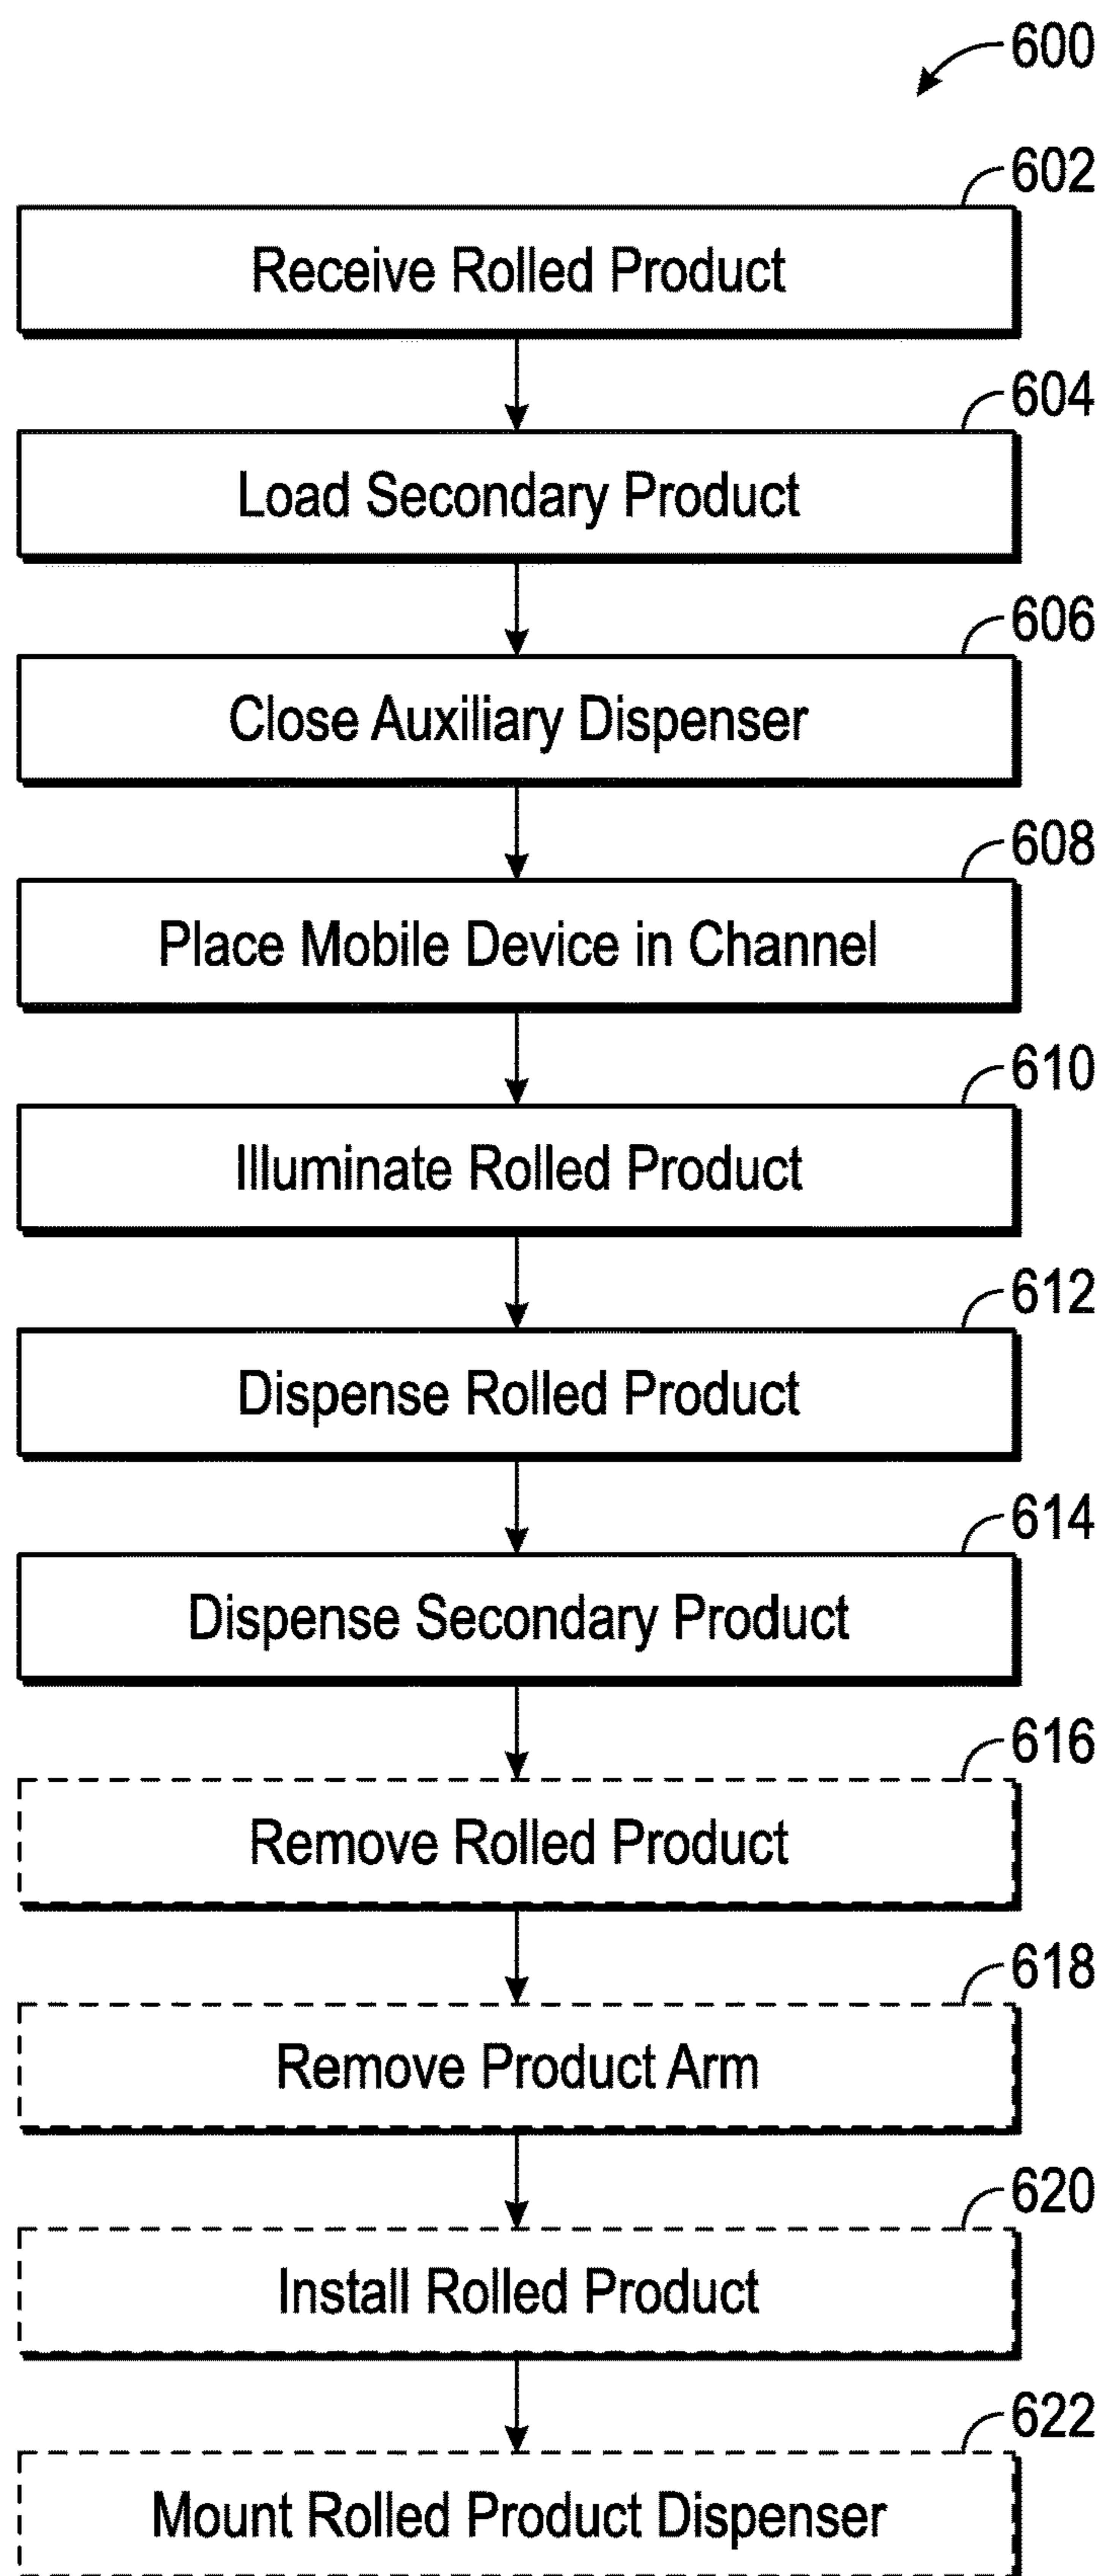 600
602
Receive Rolled Product
604
Load Secondary Product
606
Close Auxiliary Dispenser
608
Place Mobile Device in Channel
610
Illuminate Rolled Product
612
Dispense Rolled Product
614
Dispense Secondary Product
616
Remove Rolled Product
618
Remove Product Arm
620
Install Rolled Product
622
Mount Rolled Product Dispenser